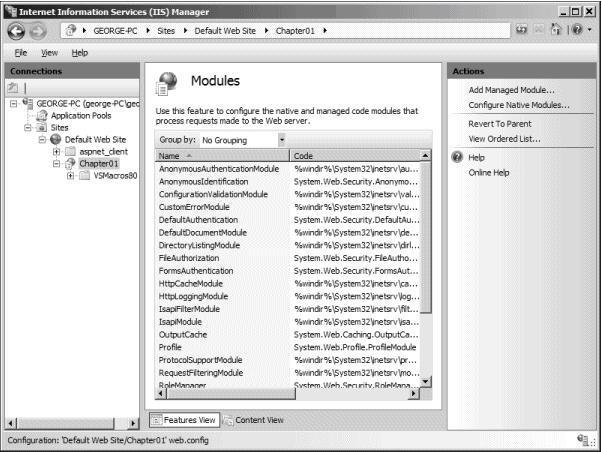 Internet Information Services (IIS) Manager
GEORGE-PC Sites Default Web Site Chapter01
File View Help
Connections
GEORGE-PC (george-PC\geo
Application Pools
Sites
Default Web Site
aspnet_client
Chapter01
VSMacros80
Modules
Use this feature to configure the native and managed code modules that
process requests made to the Web server.
Group by: No Grouping
Name Code
AnonymousAuthenticationModule %windir%\System32\inetsrv\au...
AnonymousIdentification System.Web.Security.Anonymo...
ConfigurationValidationModule %windir%\System32\inetsrv\val...
CustomErrorModule %windir%\System32\inetsrv\cu...
DefaultAuthentication System.Web.Security.DefaultAu...
DefaultDocumentModule %windir%\System32\inetsrv\de...
DirectoryListingModule %windir%\System32\inetsrv\dirl...
FileAuthorization System.Web.Security.FileAutho...
FormsAuthentication System.Web.Security.FormsAut...
HttpCacheModule %windir%\System32\inetsrv\ca...
HttpLoggingModule %windir%\System32\inetsrv\log...
IsapiFilterModule %windir%\System32\inetsrv\filt...
IsapiModule %windir%\System32\inetsrv\isa...
OutputCache System.Web.Caching.OutputCa...
Profile System.Web.Profile.ProfileModule
ProtocolSupportModule %windir%\System32\inetsrv\pr...
RequestFilteringModule %windir%\System32\inetsrv\mo...
RoleManager System.Web.Security.RoleMana...
Features View Content View
Actions
Add Managed Module...
Configure Native Modules...
Revert To Parent
View Ordered List...
Help
Online Help
Configuration: 'Default Web Site/Chapter01' web.config